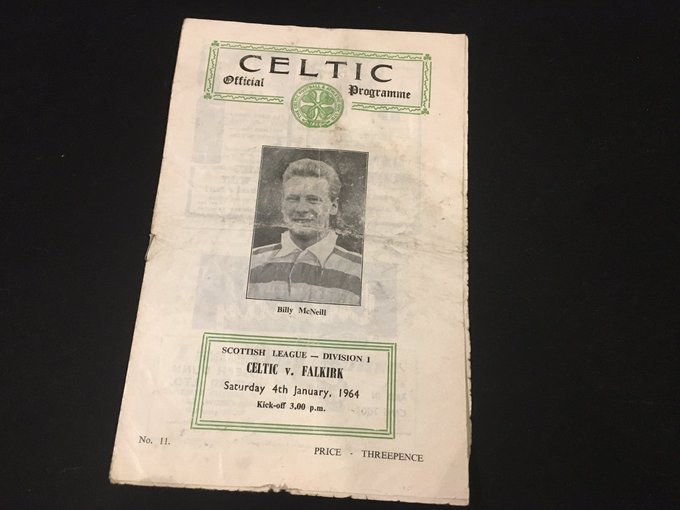 CELTIC
Official Programme
Billy McNeill
SCOTTISH LEAGUE — DIVISION 1
CELTIC v. FALKIRK
Saturday 4th January, 1964
Kick-off 3.00 p.m.
No. 11.
PRICE - THREEPENCE